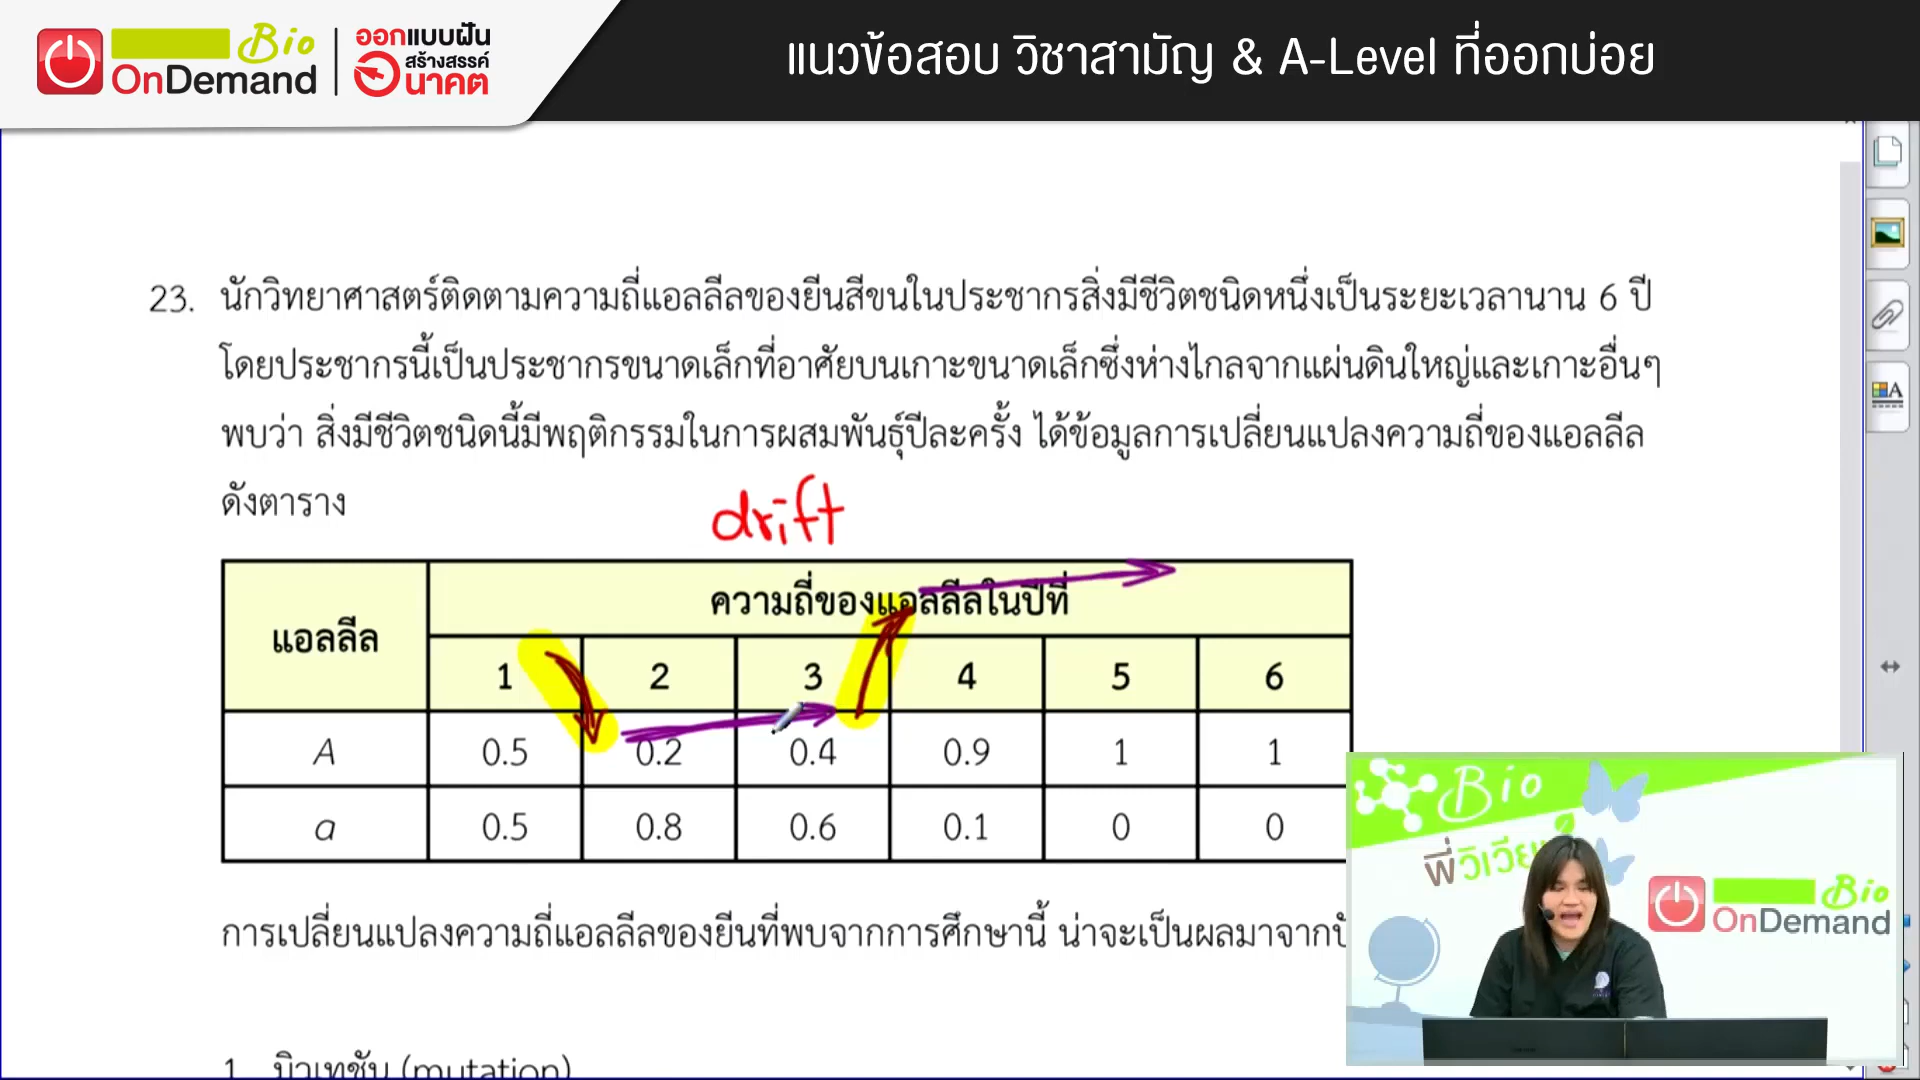 Bio
OnDemand
ออกแบบฝัน
สร้างสรรค์
อนาคต
แนวข้อสอบ วิชาสามัญ & A-Level ที่ออกบ่อย
23. นักวิทยาศาสตร์ติดตามความถี่แอลลีลของยีนสีขนในประชากรสิ่งมีชีวิตชนิดหนึ่งเป็นระยะเวลานาน 6 ปี
โดยประชากรนี้เป็นประชากรขนาดเล็กที่อาศัยบนเกาะขนาดเล็กซึ่งห่างไกลจากแผ่นดินใหญ่และเกาะอื่นๆ
พบว่า สิ่งมีชีวิตชนิดนี้มีพฤติกรรมในการผสมพันธุ์ปีละครั้ง ได้ข้อมูลการเปลี่ยนแปลงความถี่ของแอลลีล
ดังตาราง
drift
แอลลีล ความถี่ของแอลลีลในปีที่
1 2 3 4 5 6
A 0.5 0.2 0.4 0.9 1 1
a 0.5 0.8 0.6 0.1 0 0
การเปลี่ยนแปลงความถี่แอลลีลของยีนที่พบจากการศึกษานี้ น่าจะเป็นผลมาจาก
1. มิวเทชัน (mutation)
Bio
พี่วิเวียน
Bio
OnDemand